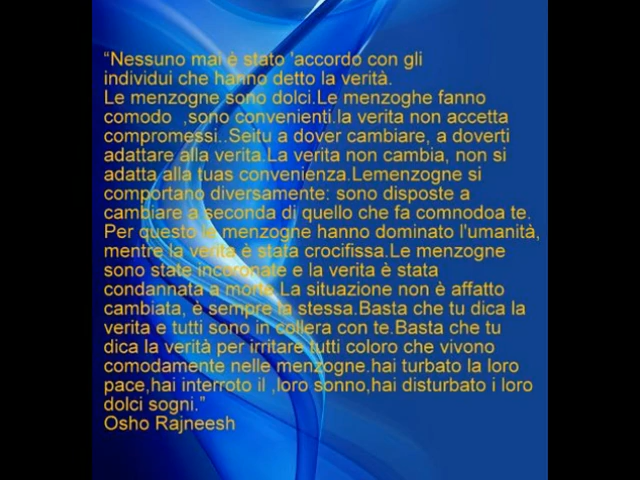 “Nessuno mai è stato 'accordo con gli
individui che hanno detto la verità.
Le menzogne sono dolci.Le menzoghe fanno
comodo ,sono convenienti.la verita non accetta
compromessi..Seitu a dover cambiare, a doverti
adattare alla verita.La verita non cambia, non si
adatta alla tuas convenienza.Lemenzogne si
comportano diversamente: sono disposte a
cambiare a seconda di quello che fa comnodoa te.
Per questo le menzogne hanno dominato l'umanità,
mentre la verità è stata crocifissa.Le menzogne
sono state incoronate e la verità è stata
condannata a morte.La situazione non è affatto
cambiata, è sempre la stessa.Basta che tu dica la
verita e tutti sono in collera con te.Basta che tu
dica la verità per irritare tutti coloro che vivono
comodamente nelle menzogne.hai turbato la loro
pace,hai interroto il ,loro sonno,hai disturbato i loro
dolci sogni.”
Osho Rajneesh